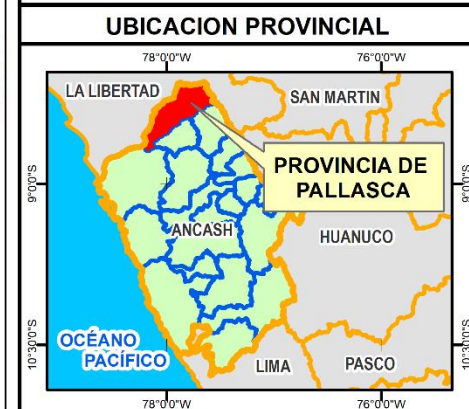 UBICACION PROVINCIAL
78°0'0"W
76°0'0"W
LA LIBERTAD
SAN MARTIN
PROVINCIA DE
PALLASCA
9°0'0"S
9°0'0"S
ANCASH
HUANUCO
OCÉANO
PACÍFICO
LIMA
PASCO
10°30'0"S
10°30'0"S
78°0'0"W
76°0'0"W